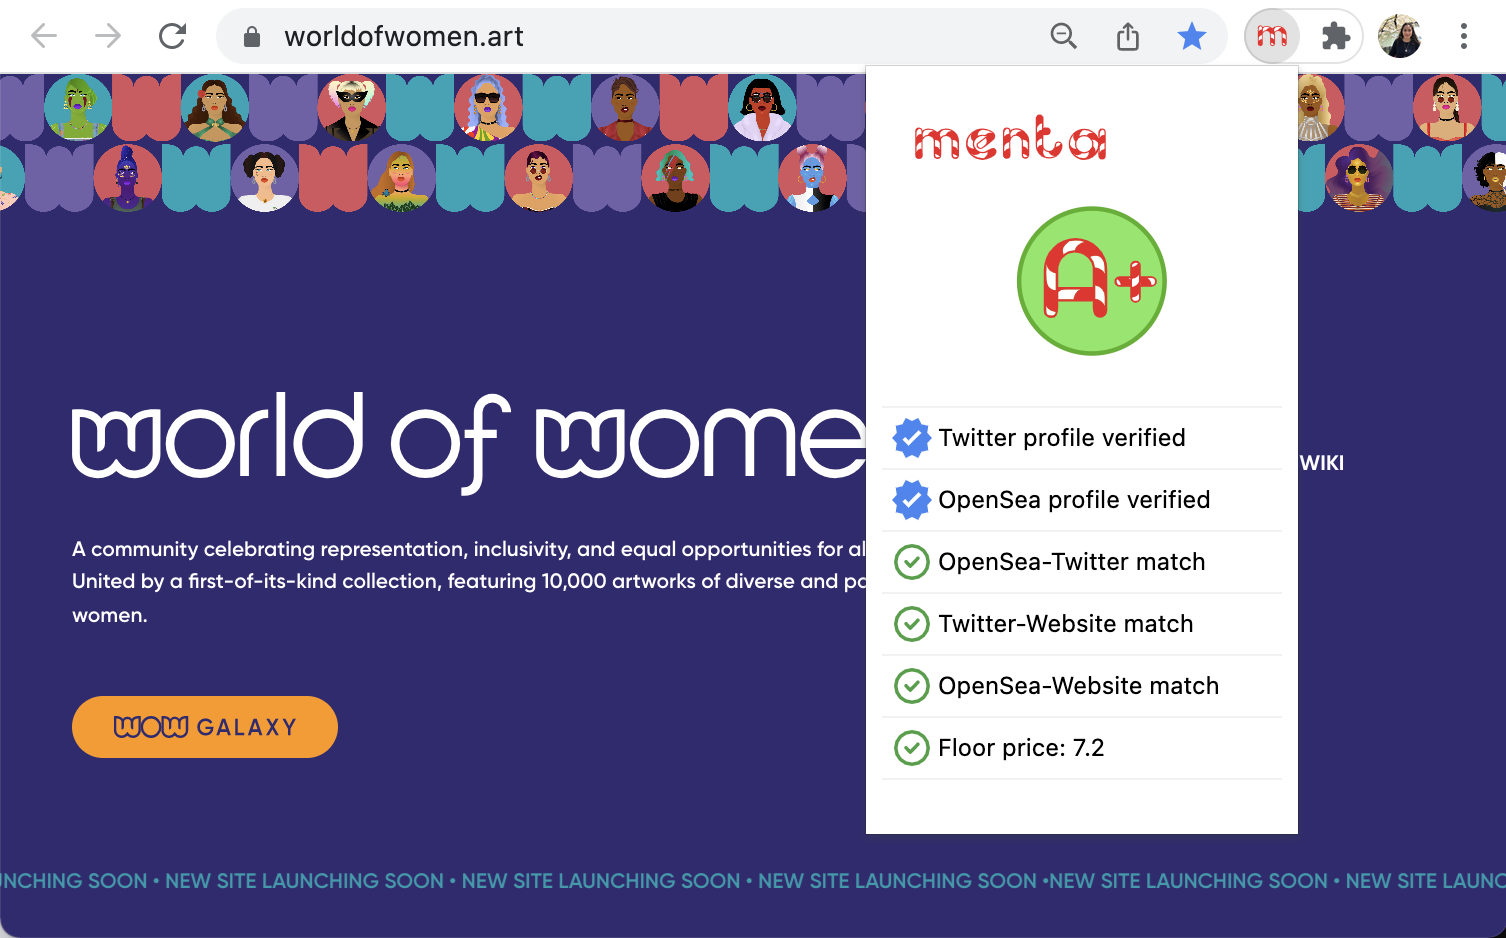 worldofwomen.art
m
menta
A+
world of wome
WIKI
A community celebrating representation, inclusivity, and equal opportunities for al
United by a first-of-its-kind collection, featuring 10,000 artworks of diverse and po
women.
WOW GALAXY
Twitter profile verified
OpenSea profile verified
OpenSea-Twitter match
Twitter-Website match
OpenSea-Website match
Floor price: 7.2
UNCHING SOON • NEW SITE LAUNCHING SOON • NEW SITE LAUNCHING SOON • NEW SITE LAUNCHING SOON •NEW SITE LAUNCHING SOON • NEW SITE LAUNC